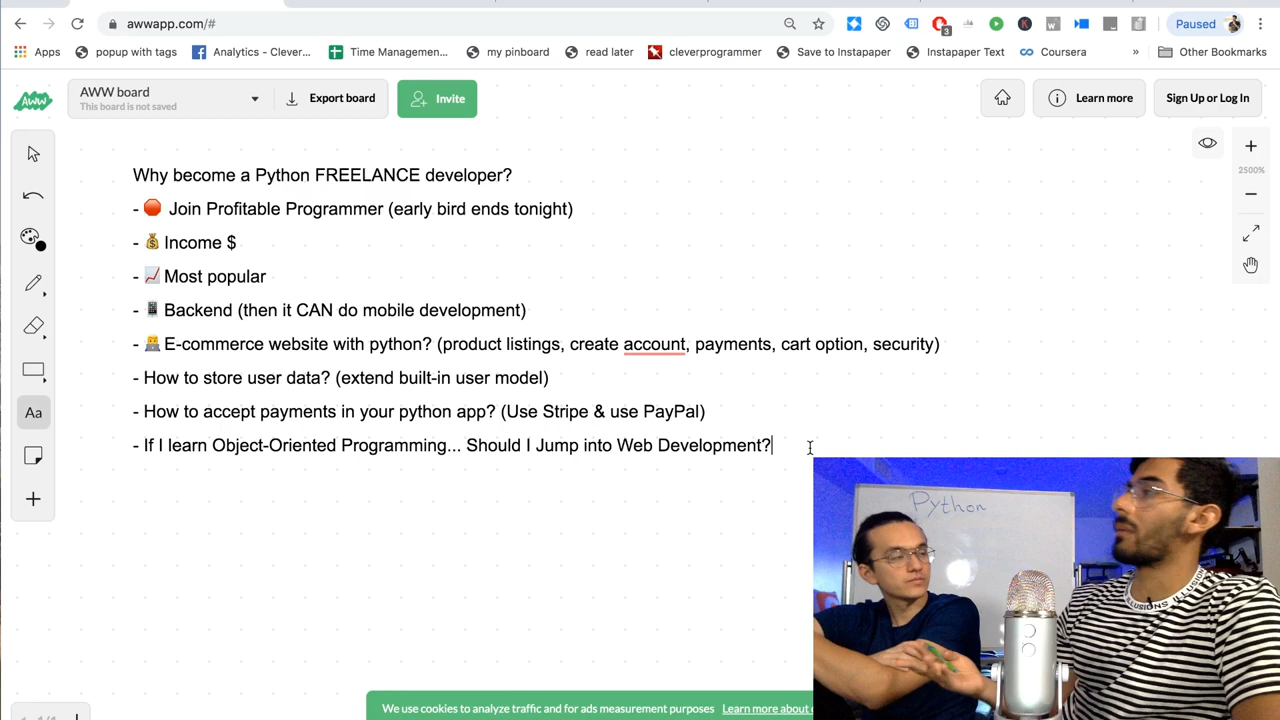 awwapp.com/#
3
Paused
Apps
popup with tags
Analytics - Clever...
Time Managemen...
my pinboard
read later
cleverprogrammer
Save to Instapaper
Instapaper Text
Coursera
»
Other Bookmarks
AWW
AWW board
This board is not saved
Export board
Invite
Learn more
Sign Up or Log In
2500%
Why become a Python FREELANCE developer?
- 🛑 Join Profitable Programmer (early bird ends tonight)
- 💰 Income $
- 📈 Most popular
- 📱 Backend (then it CAN do mobile development)
- 👨‍💻 E-commerce website with python? (product listings, create account, payments, cart option, security)
- How to store user data? (extend built-in user model)
- How to accept payments in your python app? (Use Stripe & use PayPal)
- If I learn Object-Oriented Programming... Should I Jump into Web Development?
Aa
Python
ILLUSIONS
We use cookies to analyze traffic and for ads measurement purposes
Learn more about